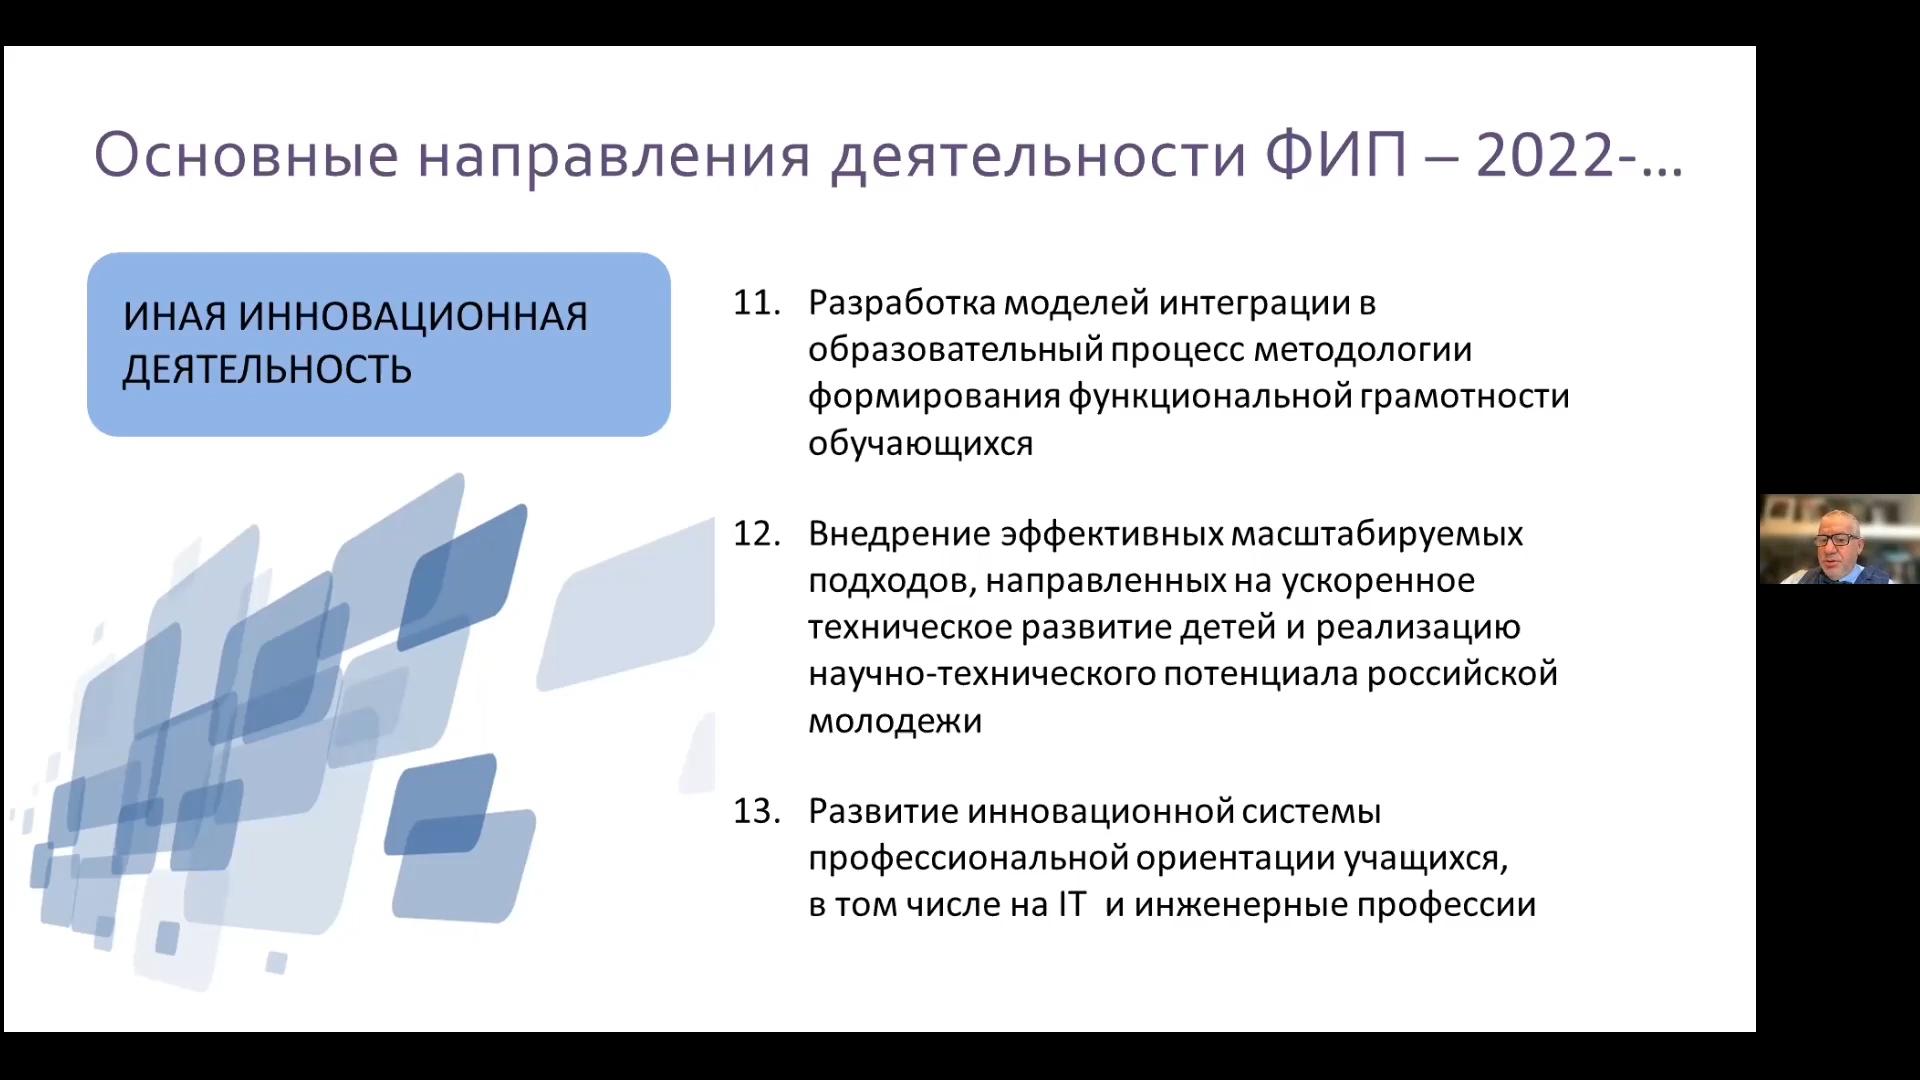 Основные направления деятельности ФИП – 2022-...
ИНАЯ ИННОВАЦИОННАЯ
ДЕЯТЕЛЬНОСТЬ
11. Разработка моделей интеграции в
образовательный процесс методологии
формирования функциональной грамотности
обучающихся
12. Внедрение эффективных масштабируемых
подходов, направленных на ускоренное
техническое развитие детей и реализацию
научно-технического потенциала российской
молодежи
13. Развитие инновационной системы
профессиональной ориентации учащихся,
в том числе на IT и инженерные профессии